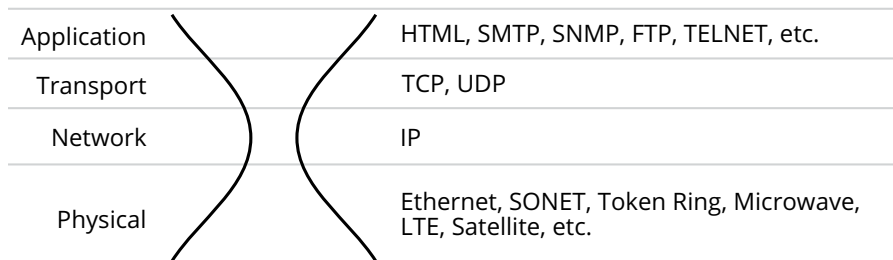 Application
HTML, SMTP, SNMP, FTP, TELNET, etc.
Transport
TCP, UDP
Network
IP
Physical
Ethernet, SONET, Token Ring, Microwave,
LTE, Satellite, etc.